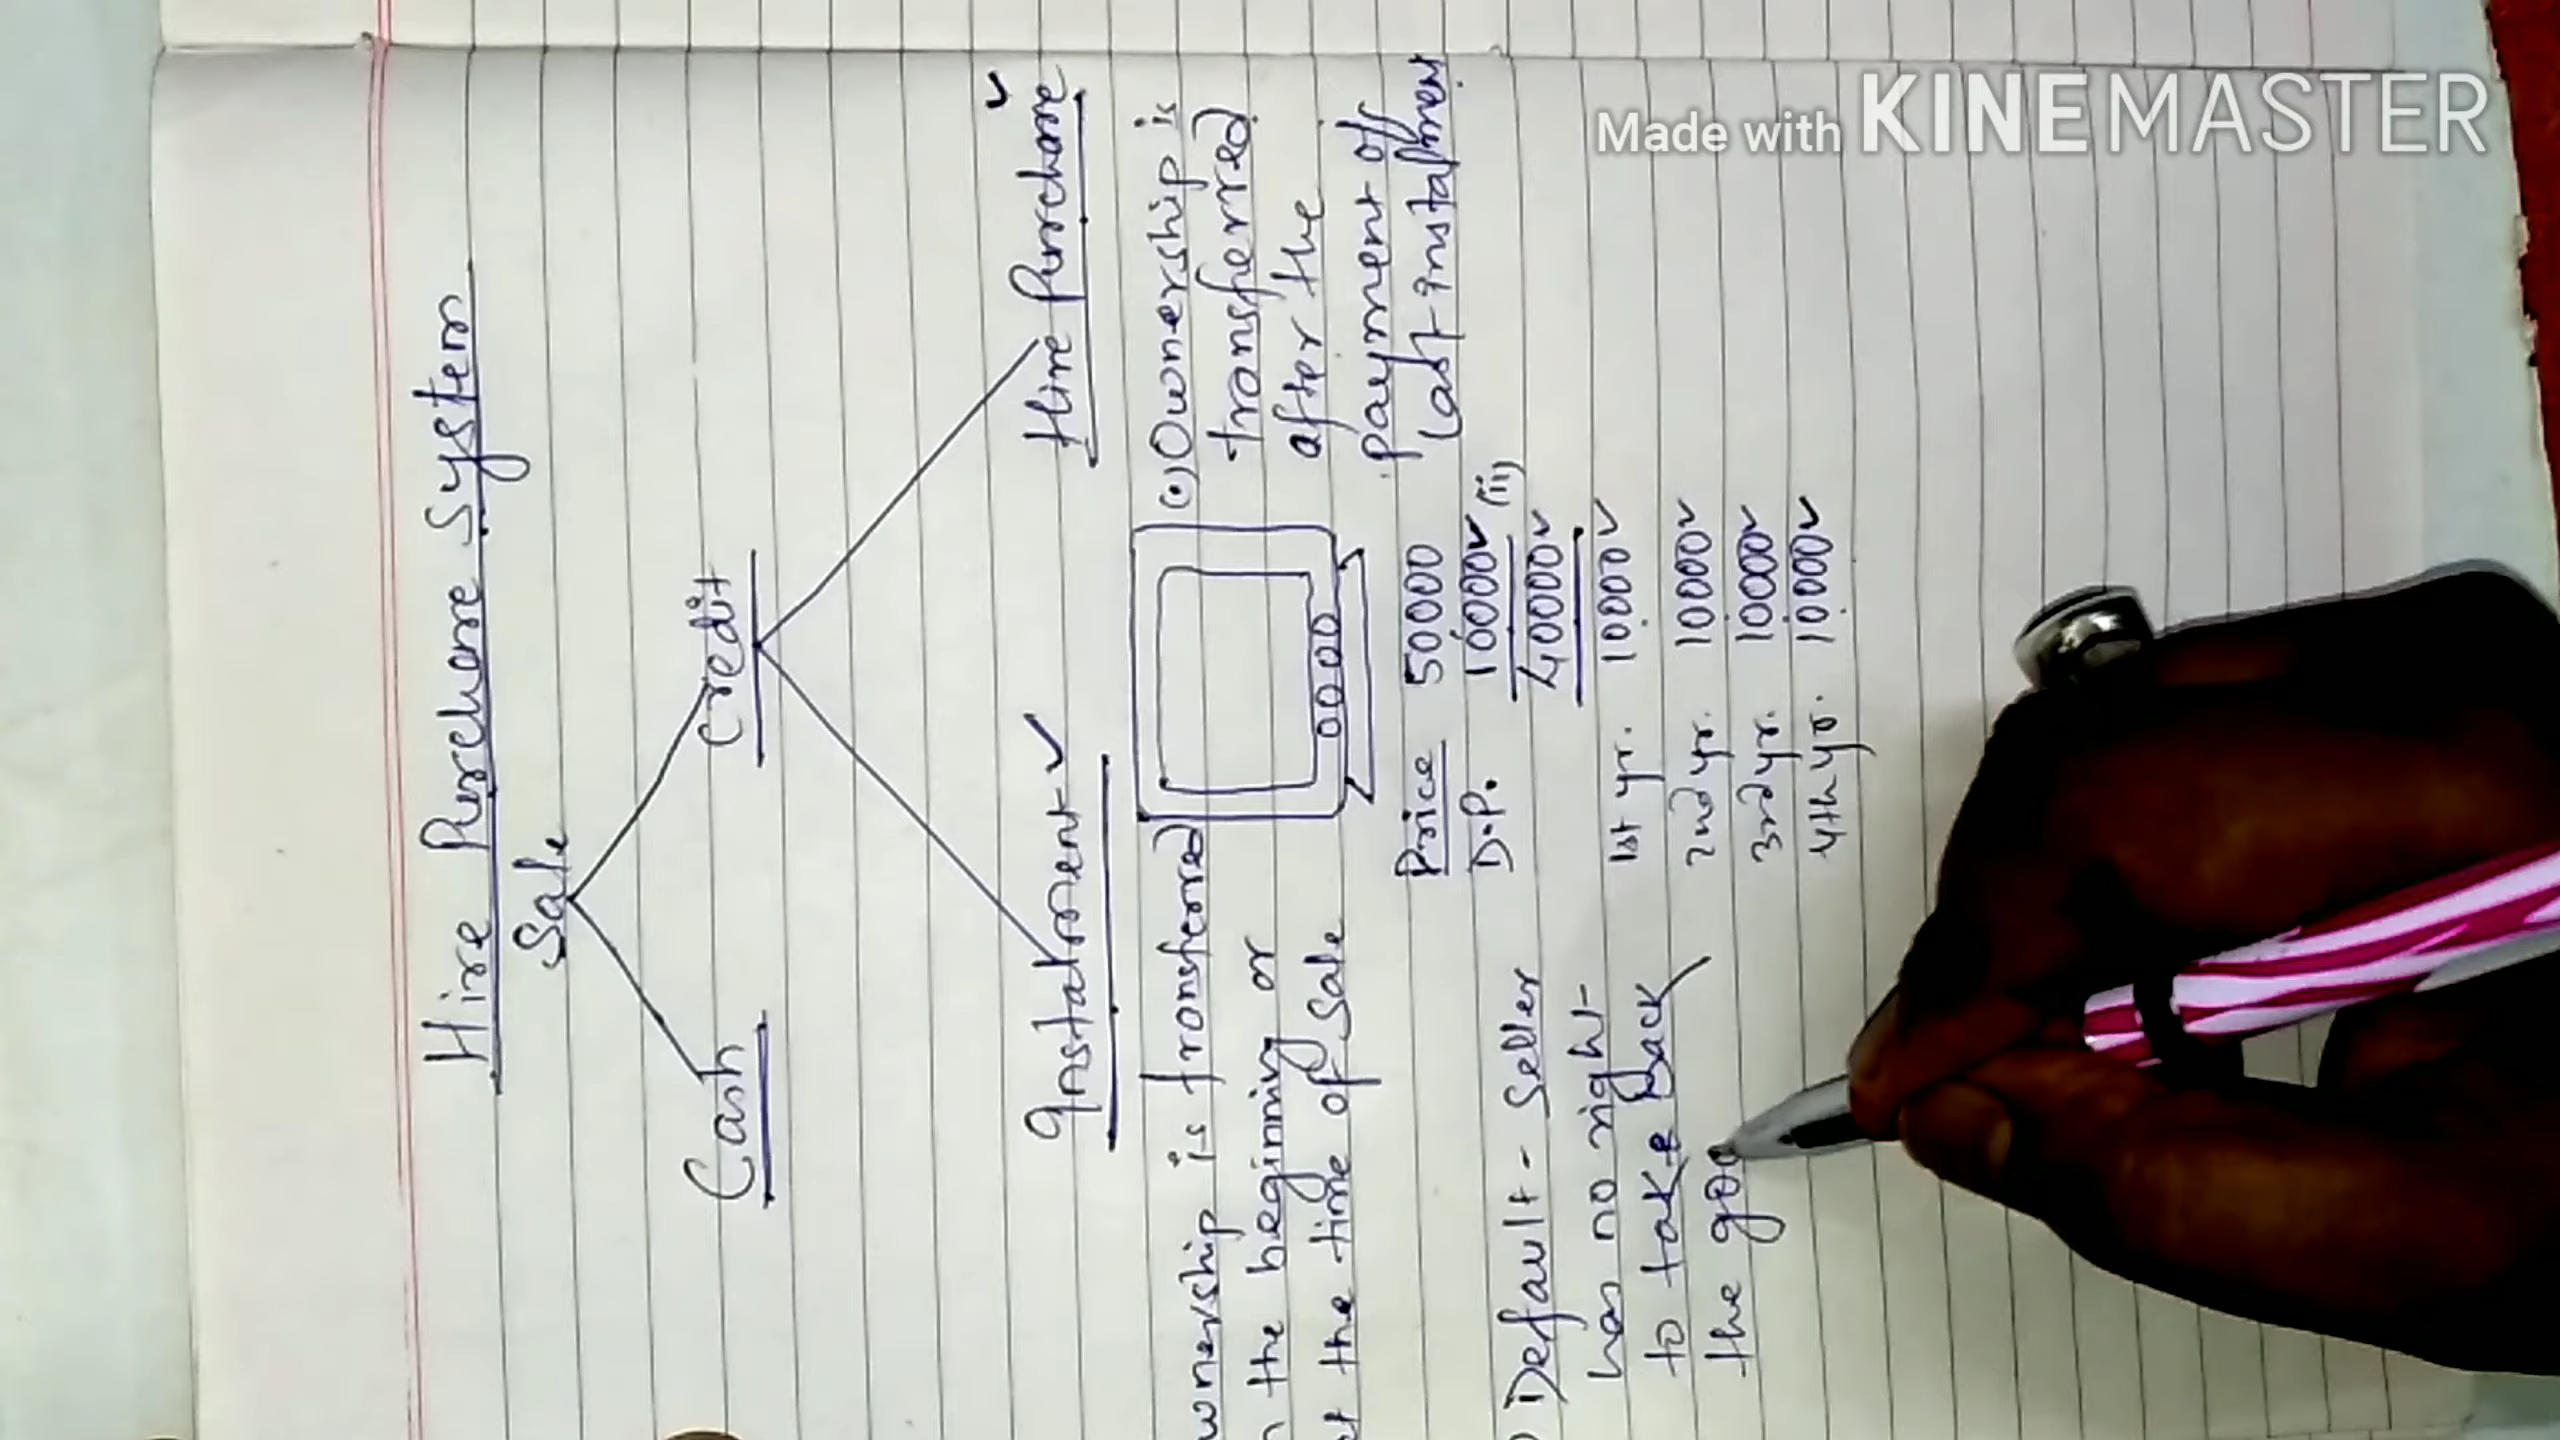 Made with KINEMASTER
Hire Purchase System
Sale
Cash Credit
Instalment Hire Purchase
wnership is transferred
the beginning or
the time of Sale
(i) Ownership is
transferred
after the
payment of
Last Instalment
0000
Price 50000
D.P. 10000
40000
1st yr. 10000
2nd yr. 10000
3rd yr. 10000
4th yr. 10000
(ii)
Default - Seller
has no right
to take Back
the goo